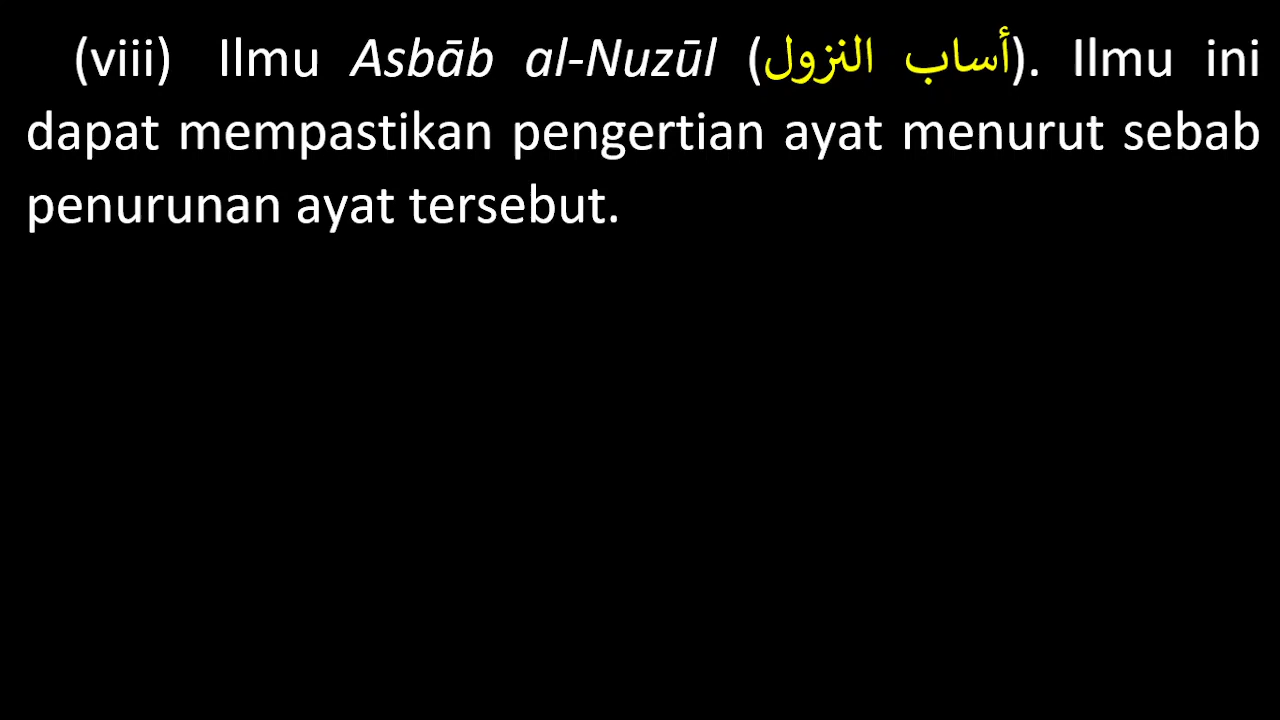 (viii) Ilmu Asbāb al-Nuzūl (أساب النزول). Ilmu ini
dapat mempastikan pengertian ayat menurut sebab
penurunan ayat tersebut.